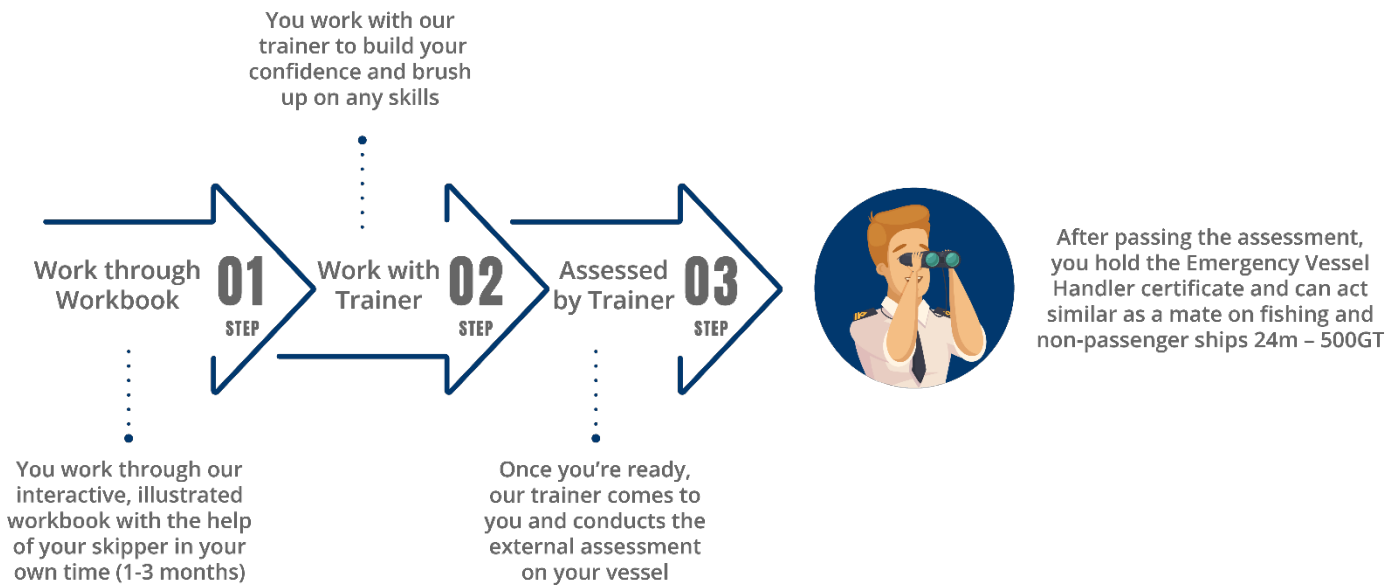 You work with our
trainer to build your
confidence and brush
up on any skills
Work through
Workbook
01
STEP
Work with
Trainer
02
STEP
Assessed
by Trainer
03
STEP
After passing the assessment,
you hold the Emergency Vessel
Handler certificate and can act
similar as a mate on fishing and
non-passenger ships 24m – 500GT
You work through our
interactive, illustrated
workbook with the help
of your skipper in your
own time (1-3 months)
Once you’re ready,
our trainer comes to
you and conducts the
external assessment
on your vessel